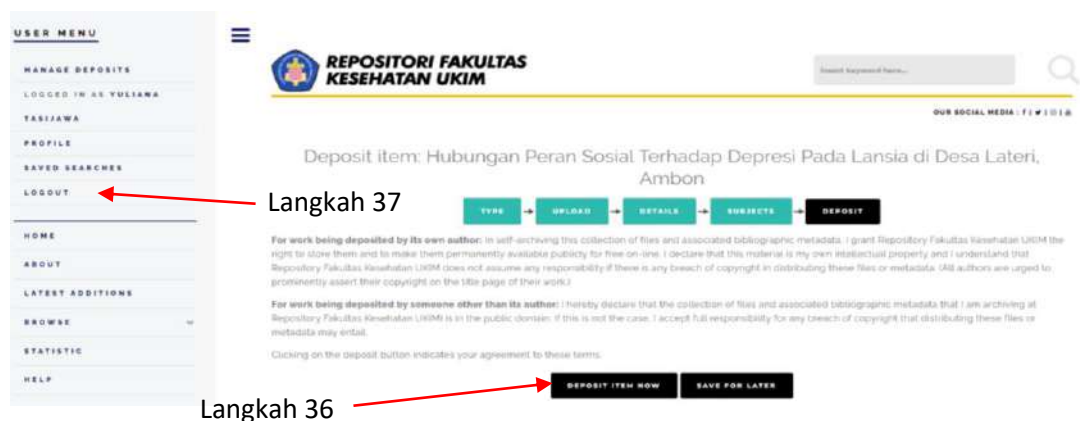 USER MENU
MANAGE DEPOSITS
LOGGED IN AS YULIANA
TASIJAWA
PROFILE
SAVED SEARCHES
LOGOUT
HOME
ABOUT
LATEST ADDITIONS
BROWSE
STATISTIC
HELP
REPOSITORI FAKULTAS
KESEHATAN UKIM
Insert keyword here...
OUR SOCIAL MEDIA :
Deposit item: Hubungan Peran Sosial Terhadap Depresi Pada Lansia di Desa Lateri,
Ambon
Langkah 37
TYPE → UPLOAD → DETAILS → SUBJECTS → DEPOSIT
For work being deposited by its own author: In self-archiving this collection of files and associated bibliographic metadata, I grant Repository Fakultas Kesehatan UKIM the
right to store them and to make them permanently available publicly for free on-line. I declare that this material is my own intellectual property and I understand that
Repository Fakultas Kesehatan UKIM does not assume any responsibility if there is any breach of copyright in distributing these files or metadata. (All authors are urged to
prominently assert their copyright on the title page of their work.)
For work being deposited by someone other than its author: I hereby declare that the collection of files and associated bibliographic metadata that I am archiving at
Repository Fakultas Kesehatan UKIM) is in the public domain. If this is not the case, I accept full responsibility for any breach of copyright that distributing these files or
metadata may entail.
Clicking on the deposit button indicates your agreement to these terms.
DEPOSIT ITEM NOW SAVE FOR LATER
Langkah 36